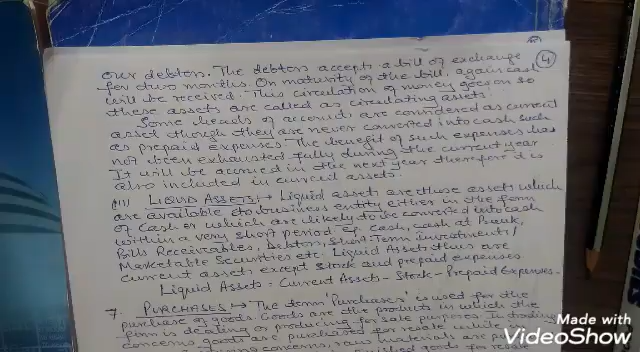 4
our debtors. The debtors accepts a bill of exchange
for two months. On maturity of the bill, again cash
will be received. This circulation of money goes on so
these assets are called as circulating assets.
Some heads of accounts are considered as current
asset though they are never converted into cash such
as prepaid expenses. The benefit of such expenses has
not been exhausted fully during the current year
It will be accrued in the next year therefore it is
also included in current assets.
(iii) LIQUID ASSETS → Liquid assets are those assets which
are available to business entity either in the form
of cash or which are likely to be converted into cash
within a very short period eg. cash, cash at Bank,
Bills Receivables, Debtors, Short-Term investments/
Marketable Securities etc. Liquid Assets thus are
current assets except stock and prepaid expenses
Liquid Assets = Current Assets - Stock - Prepaid Expenses.
7. PURCHASES → The term 'Purchases' is used for the
purchase of goods. Goods are the products in which the
firm is dealing or producing for sale purposes. In trading
concerns, goods are purchased for resale while
concerns, raw materials are
goods for resale
Made with
VideoShow